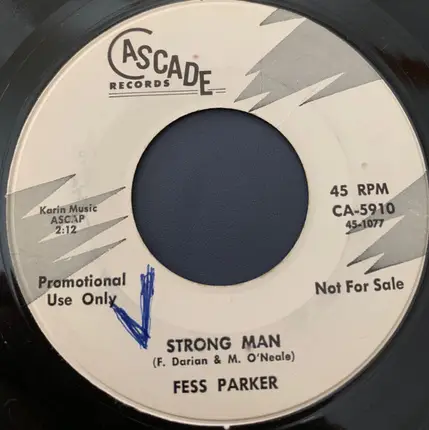 CASCADE
RECORDS
Karin Music
ASCAP
2:12
45 RPM
CA-5910
45-1077
Promotional
Use Only
Not For Sale
STRONG MAN
(F. Darian & M. O'Neale)
FESS PARKER